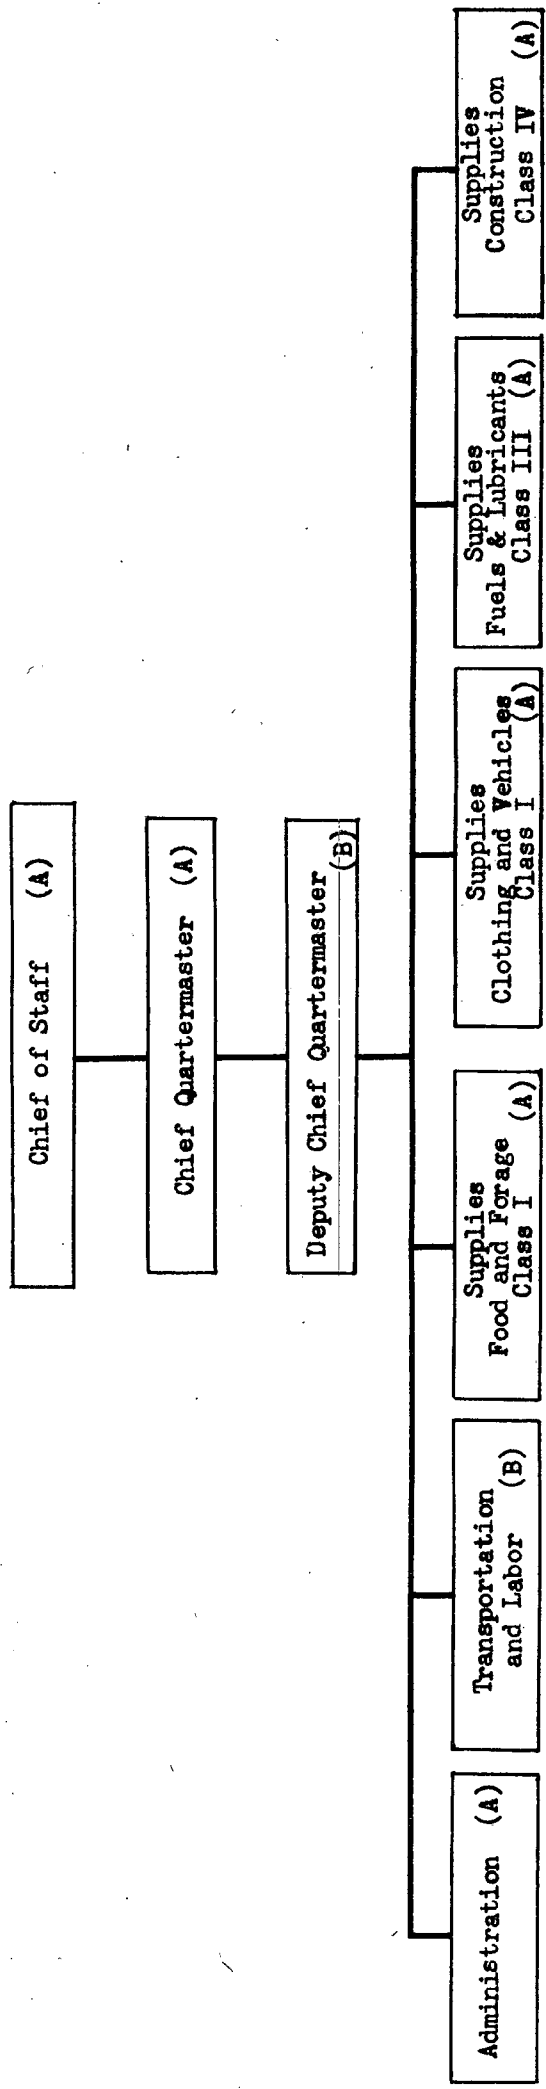 Chief of Staff (A)
Chief Quartermaster (A)
Deputy Chief Quartermaster
(B)
Administration (A)
Transportation
and Labor (B)
Supplies
Food and Forage
Class I (A)
Supplies
Clothing and Vehicles
Class I (A)
Supplies
Fuels & Lubricants
Class III (A)
Supplies
Construction
Class IV (A)